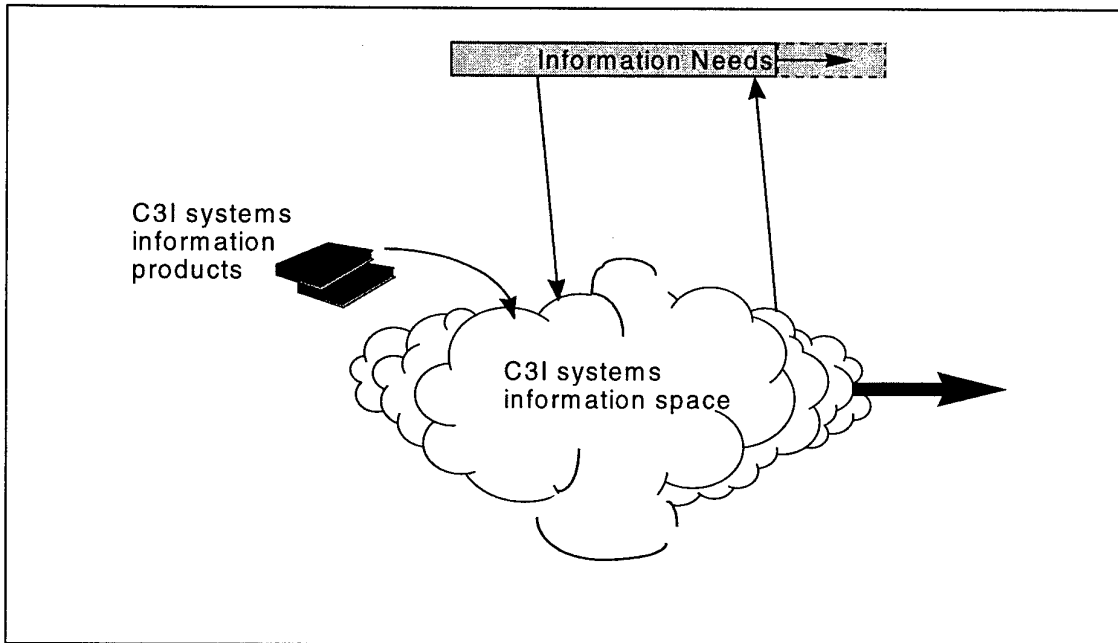 Information Needs
C3I systems
information
products
C3I systems
information space